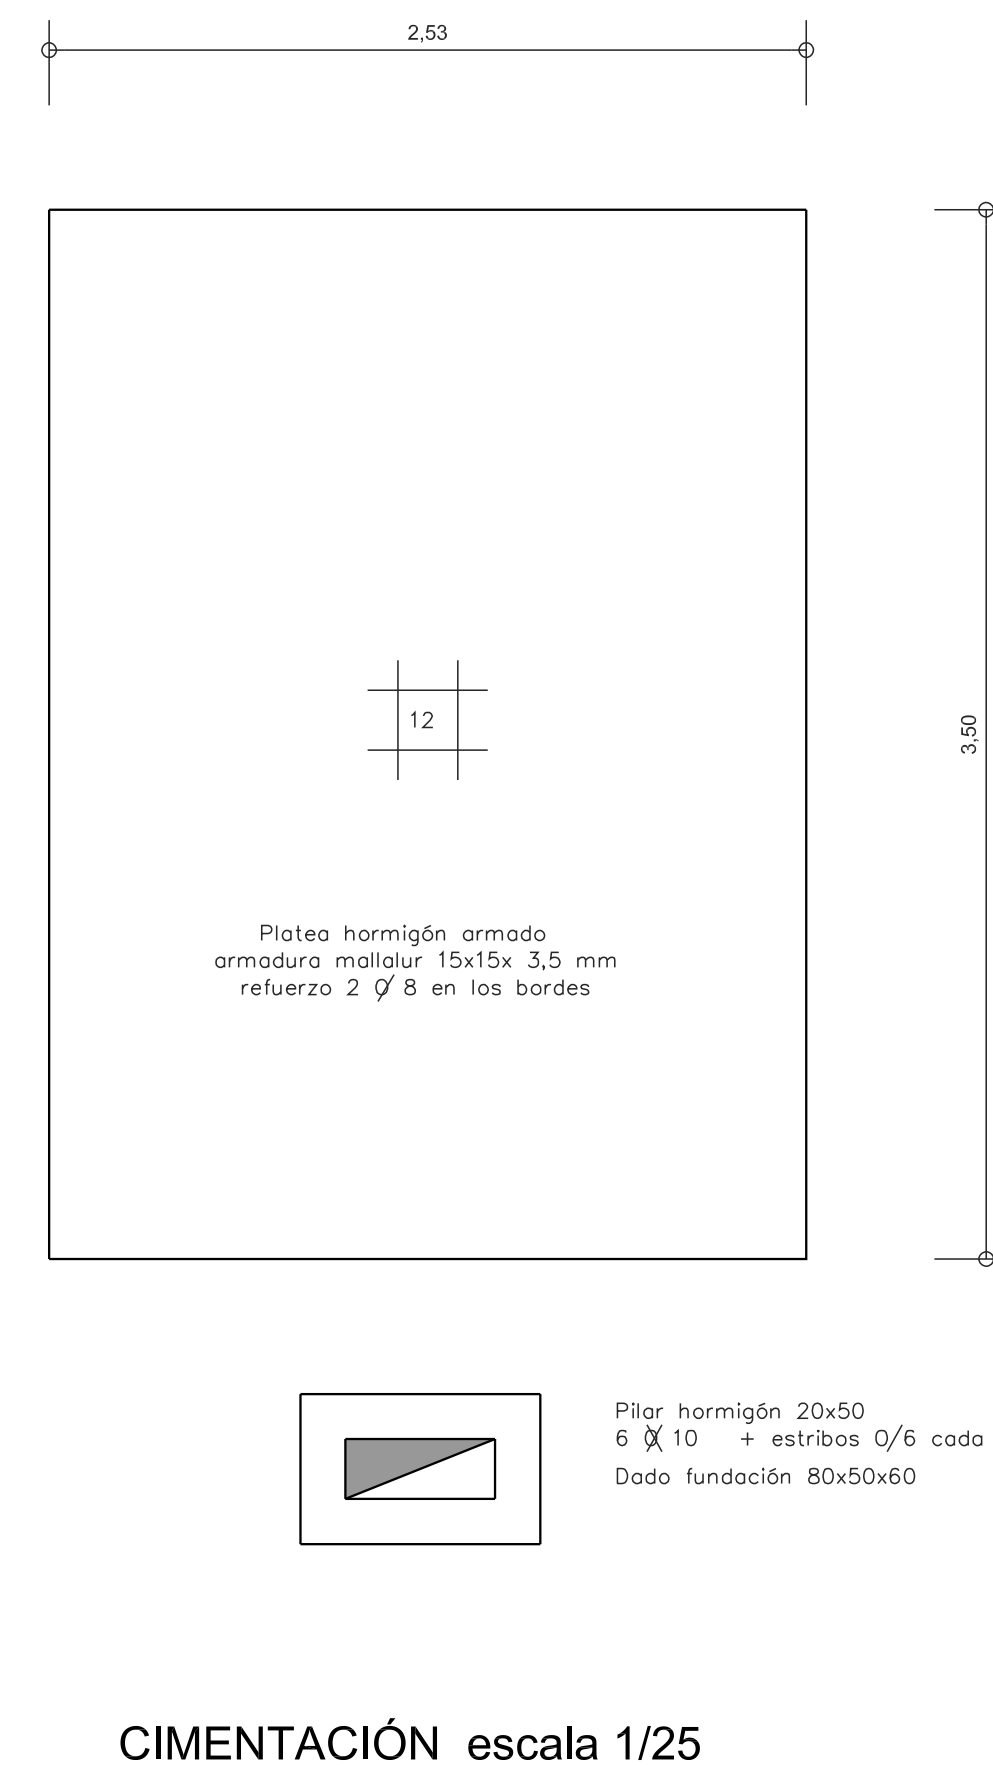 2,53
3,50
12
Platea hormigón armado
armadura mallalur 15x15x 3,5 mm
refuerzo 2 Ø 8 en los bordes
Pilar hormigón 20x50
6 Ø 10 + estribos O/6 cada
Dado fundación 80x50x60
CIMENTACIÓN escala 1/25